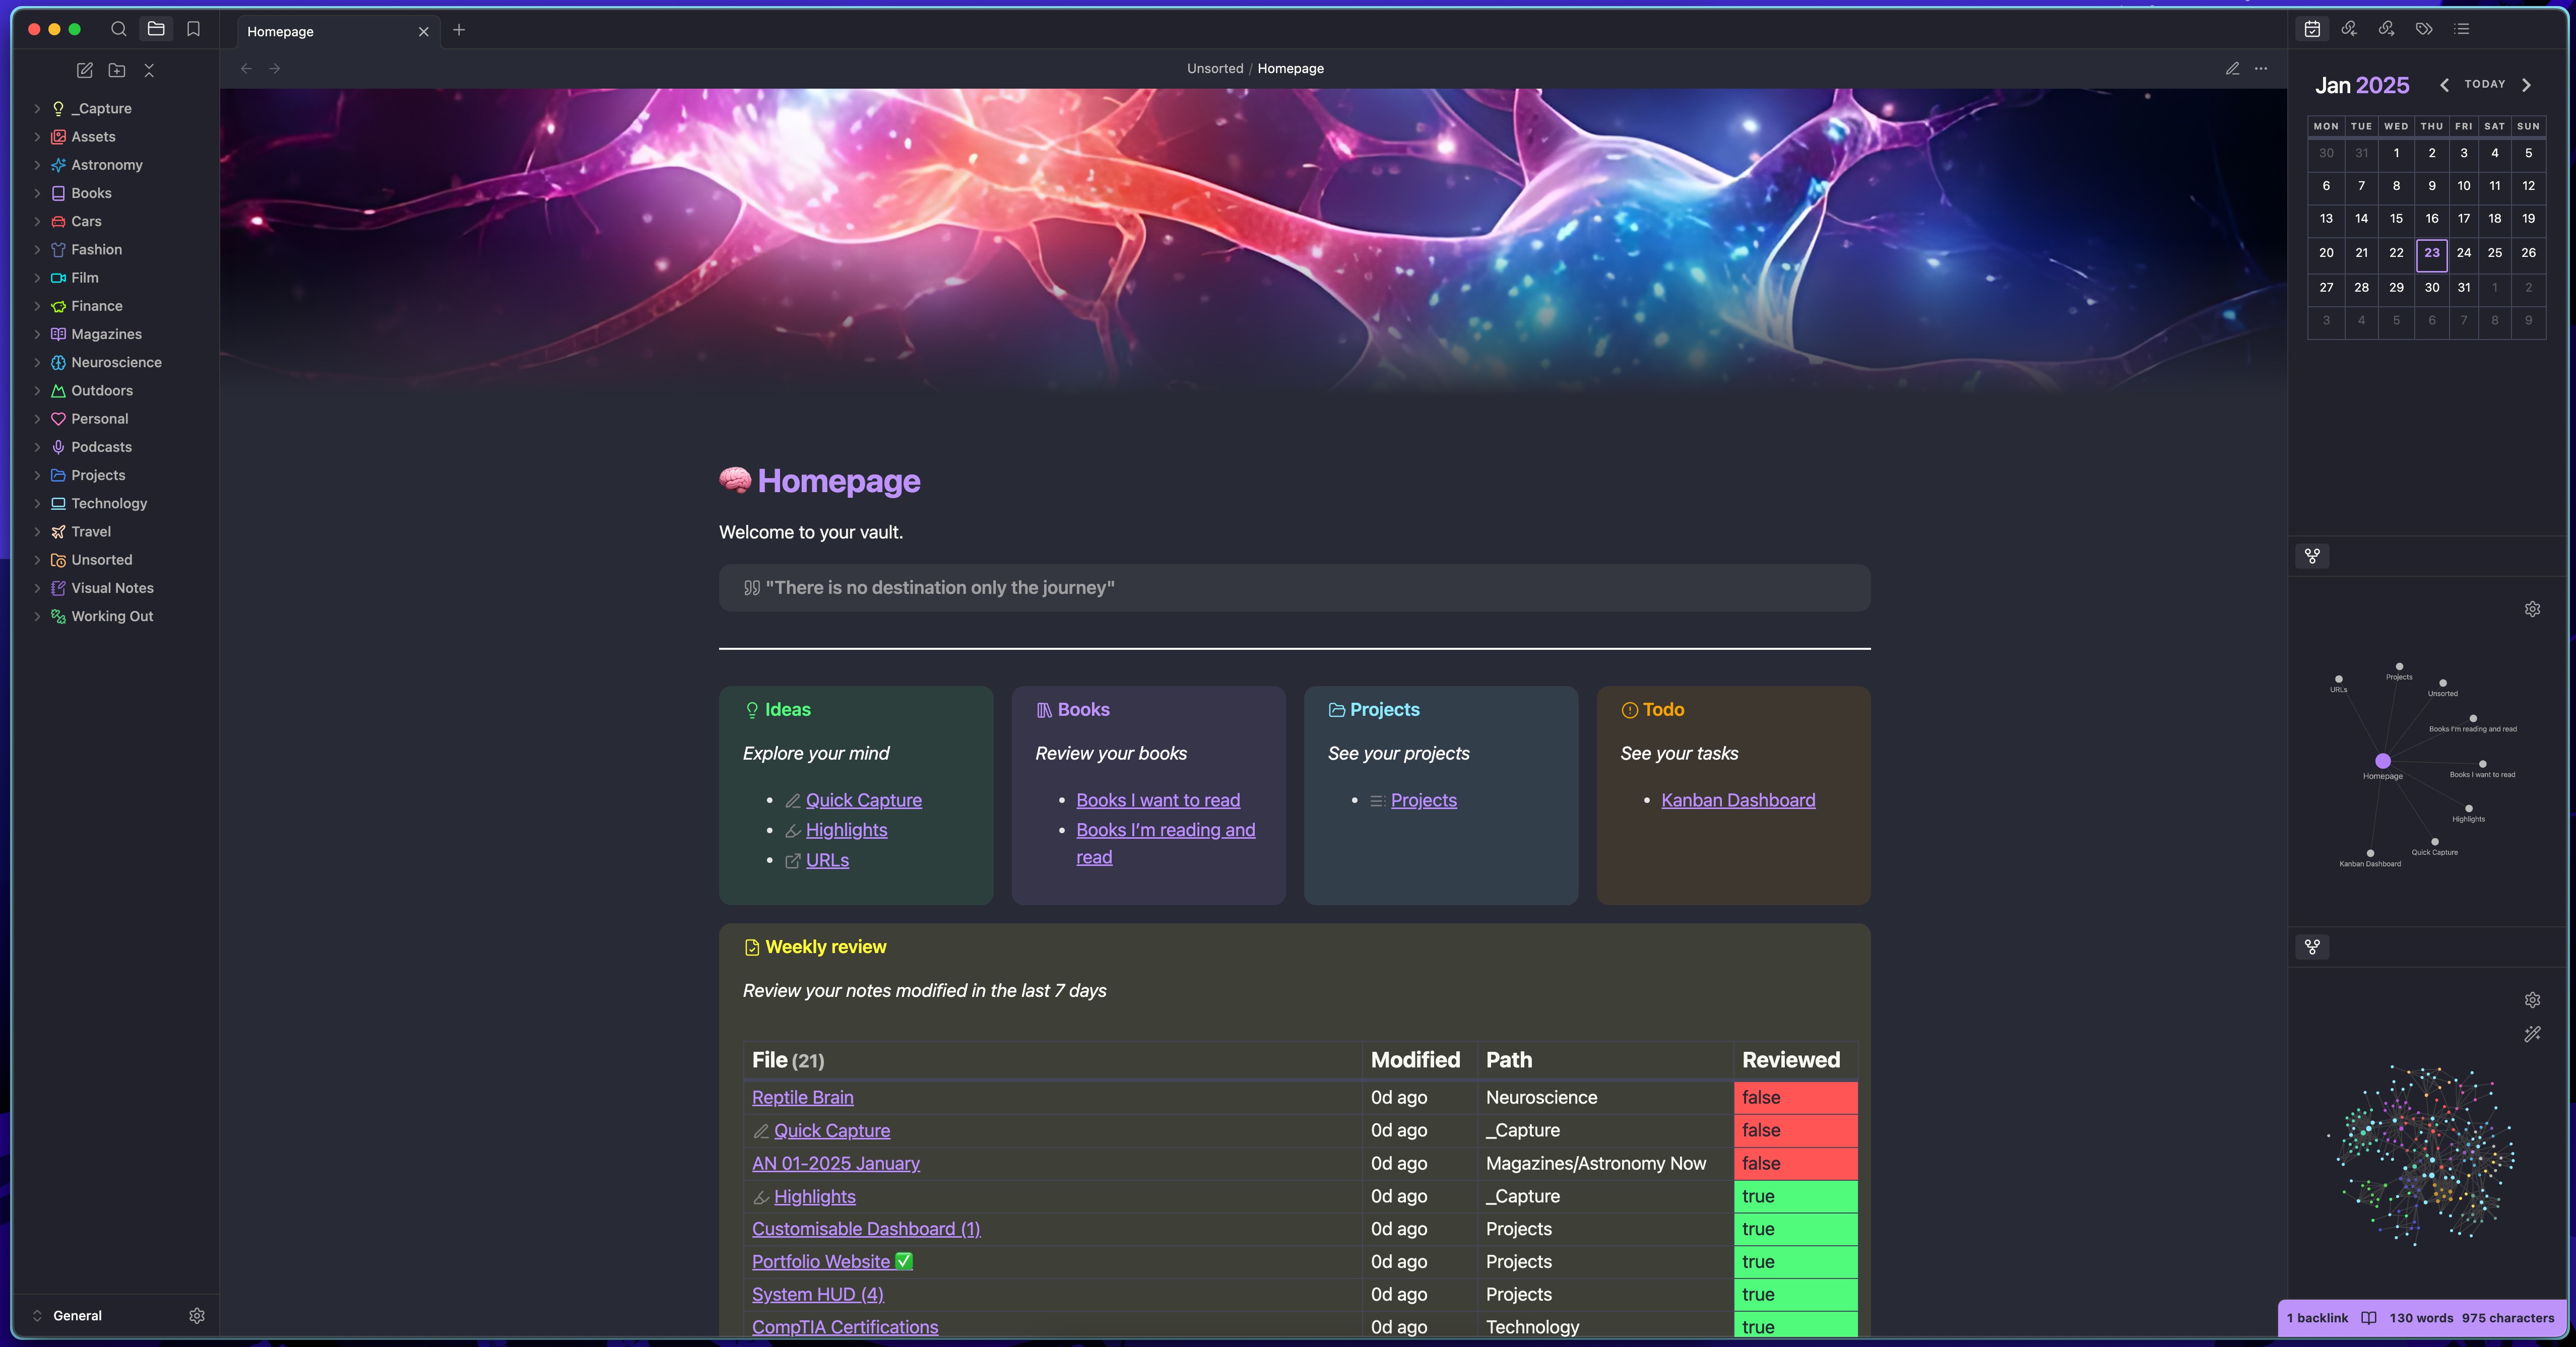 Homepage
Unsorted / Homepage
_Capture
Assets
Astronomy
Books
Cars
Fashion
Film
Finance
Magazines
Neuroscience
Outdoors
Personal
Podcasts
Projects
Technology
Travel
Unsorted
Visual Notes
Working Out
General
🧠 Homepage
Welcome to your vault.
"There is no destination only the journey"
Ideas
Explore your mind
• Quick Capture
• Highlights
• URLs
Books
Review your books
• Books I want to read
• Books I’m reading and
read
Projects
See your projects
• Projects
Todo
See your tasks
• Kanban Dashboard
Weekly review
Review your notes modified in the last 7 days
File (21) Modified Path Reviewed
Reptile Brain 0d ago Neuroscience false
Quick Capture 0d ago _Capture false
AN 01-2025 January 0d ago Magazines/Astronomy Now false
Highlights 0d ago _Capture true
Customisable Dashboard (1) 0d ago Projects true
Portfolio Website ✅ 0d ago Projects true
System HUD (4) 0d ago Projects true
CompTIA Certifications 0d ago Technology true
Jan 2025 TODAY
MON TUE WED THU FRI SAT SUN
30 31 1 2 3 4 5
6 7 8 9 10 11 12
13 14 15 16 17 18 19
20 21 22 23 24 25 26
27 28 29 30 31 1 2
3 4 5 6 7 8 9
Projects
URLs
Unsorted
Books I'm reading and read
Homepage
Books I want to read
Highlights
Quick Capture
Kanban Dashboard
1 backlink 130 words 975 characters